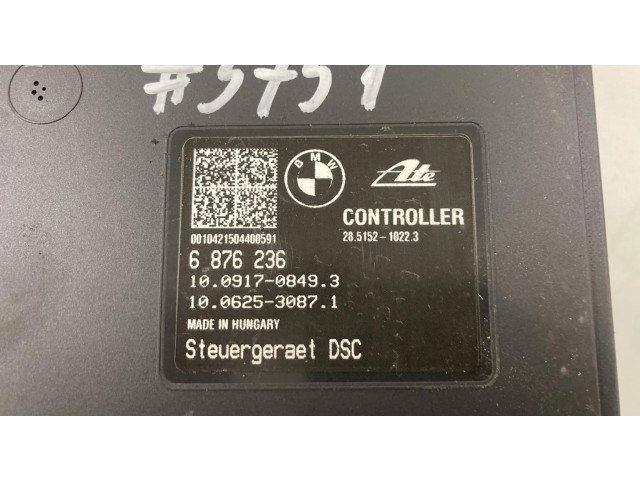 #5751
BMW
Ate
CONTROLLER
28.5152-1022.3
0010421504400591
6 876 236
10.0917-0849.3
10.0625-3087.1
MADE IN HUNGARY
Steuergeraet DSC